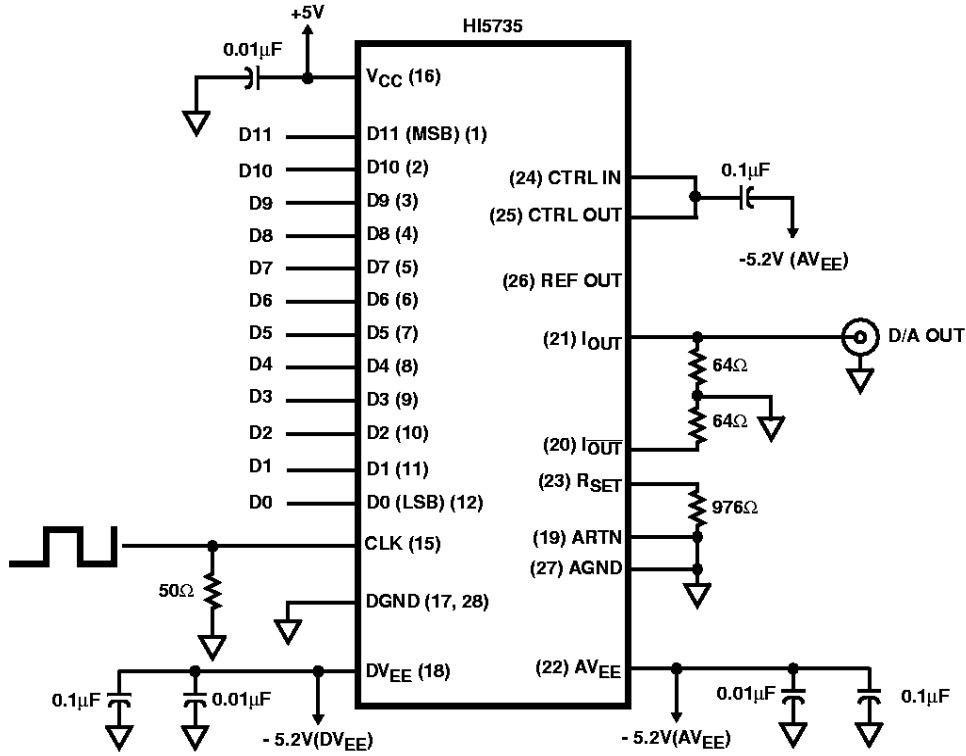 +5V
HI5735
0.01μF
VCC (16)
D11 D11 (MSB) (1)
D10 D10 (2)
D9 D9 (3)
D8 D8 (4)
D7 D7 (5)
D6 D6 (6)
D5 D5 (7)
D4 D4 (8)
D3 D3 (9)
D2 D2 (10)
D1 D1 (11)
D0 D0 (LSB) (12)
CLK (15)
50Ω
DGND (17, 28)
DVEE (18)
0.1μF
0.01μF
- 5.2V(DVEE)
(24) CTRL IN
0.1μF
(25) CTRL OUT
-5.2V (AVEE)
(26) REF OUT
(21) IOUT
D/A OUT
64Ω
64Ω
(20) I̅O̅U̅T̅
(23) RSET
976Ω
(19) ARTN
(27) AGND
(22) AVEE
0.01μF
0.1μF
- 5.2V(AVEE)